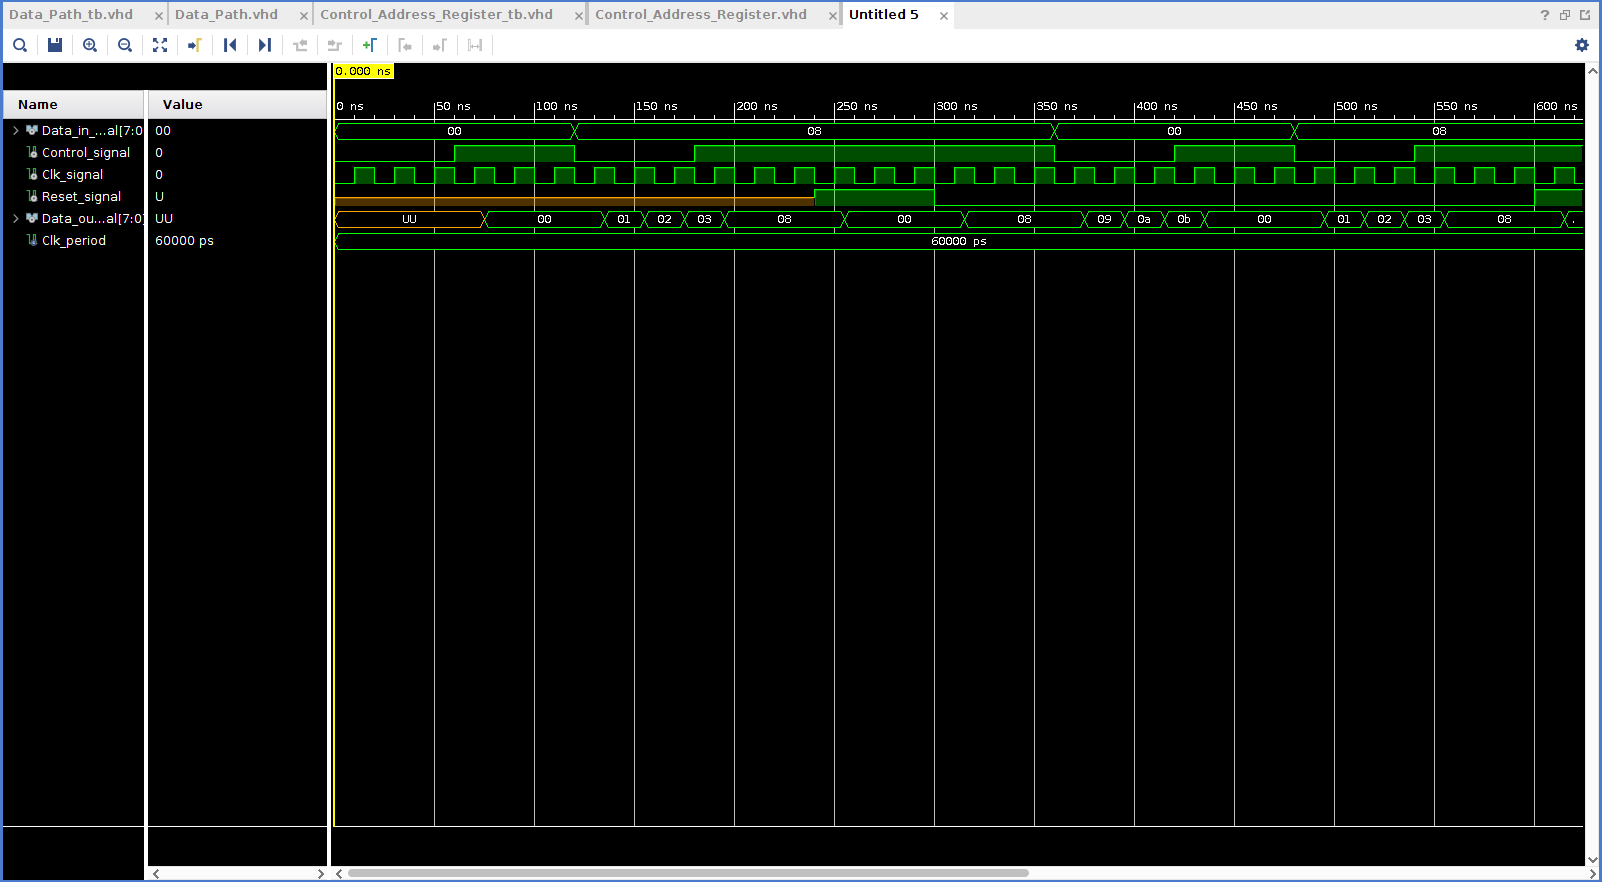 Data_Path_tb.vhd × Data_Path.vhd × Control_Address_Register_tb.vhd × Control_Address_Register.vhd × Untitled 5 ×
0.000 ns
0 ns 50 ns 100 ns 150 ns 200 ns 250 ns 300 ns 350 ns 400 ns 450 ns 500 ns 550 ns 600 ns
Name Value
Data_in_...al[7:0 00 00 08 00 08
Control_signal 0
Clk_signal 0
Reset_signal U
Data_ou...al[7:0] UU UU 00 01 02 03 08 00 08 09 0a 0b 00 01 02 03 08 .
Clk_period 60000 ps 60000 ps